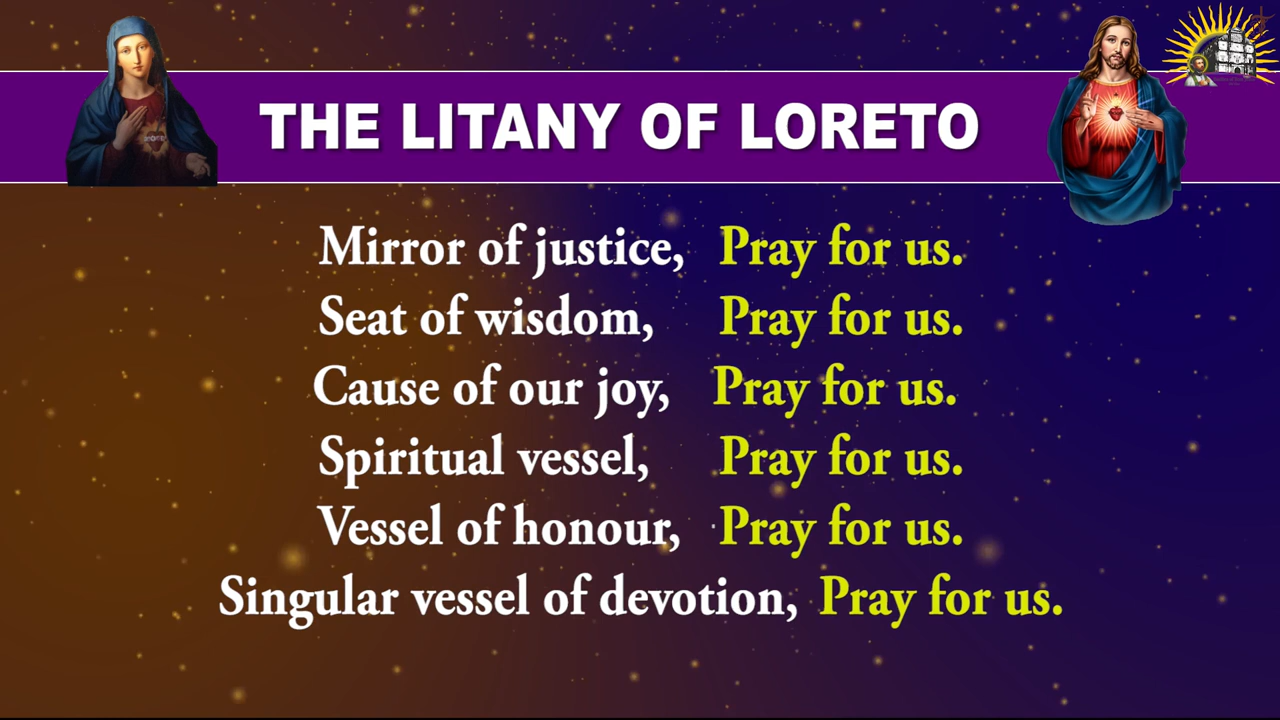 THE LITANY OF LORETO
Mirror of justice, Pray for us.
Seat of wisdom, Pray for us.
Cause of our joy, Pray for us.
Spiritual vessel, Pray for us.
Vessel of honour, Pray for us.
Singular vessel of devotion, Pray for us.